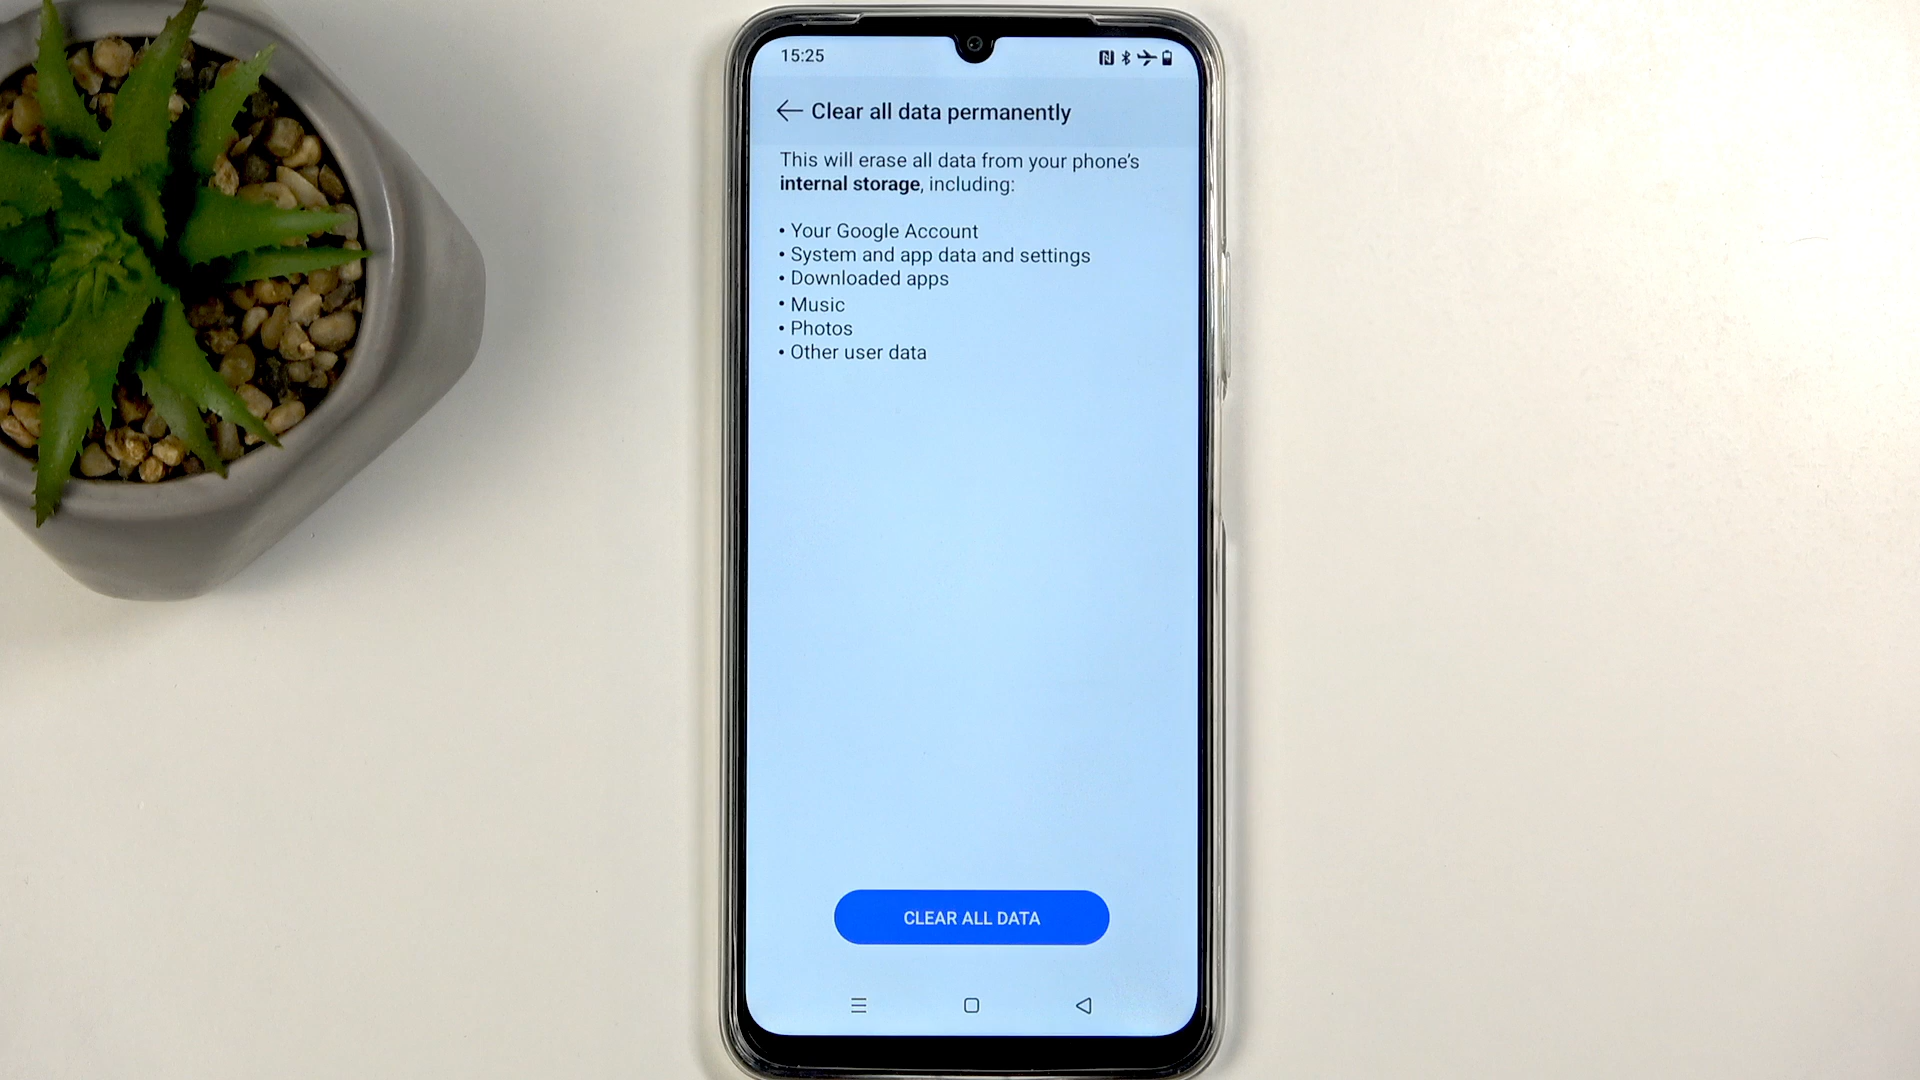 15:25
Clear all data permanently
This will erase all data from your phone’s
internal storage, including:
• Your Google Account
• System and app data and settings
• Downloaded apps
• Music
• Photos
• Other user data
CLEAR ALL DATA